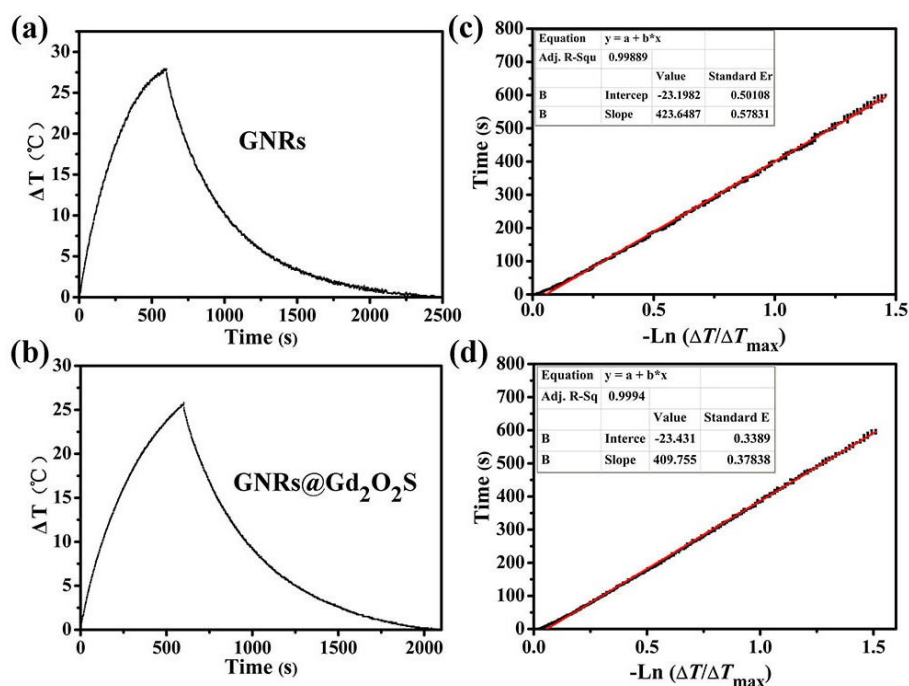 (a)
30
25
20
15
10
5
0
ΔT (℃)
GNRs
0 500 1000 1500 2000 2500
Time (s)
(c)
800
700
600
500
400
300
200
100
0
Time (s)
Equation y = a + b*x
Adj. R-Squ 0.99889
Value Standard Er
B Intercep -23.1982 0.50108
B Slope 423.6487 0.57831
0.0 0.5 1.0 1.5
-Ln (ΔT/ΔTmax)
(b)
30
25
20
15
10
5
0
ΔT (℃)
GNRs@Gd₂O₂S
0 250 500 750 1000 1250 1500 1750 2000
Time (s)
(d)
800
700
600
500
400
300
200
100
0
Time (s)
Equation y = a + b*x
Adj. R-Sq 0.9994
Value Standard E
B Interce -23.431 0.3389
B Slope 409.755 0.37838
0.0 0.5 1.0 1.5
-Ln (ΔT/ΔTmax)